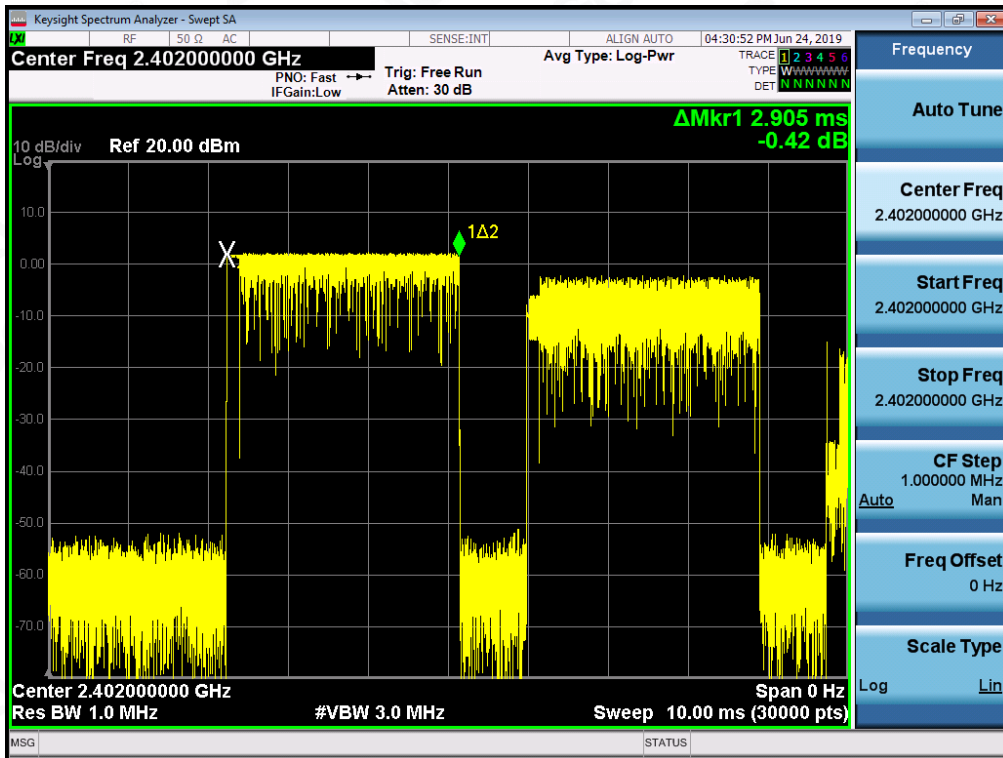 Keysight Spectrum Analyzer - Swept SA
LXI RF 50 Ω AC SENSE:INT ALIGN AUTO 04:30:52 PM Jun 24, 2019
Center Freq 2.402000000 GHz
PNO: Fast
IFGain:Low
Trig: Free Run
Atten: 30 dB
Avg Type: Log-Pwr
TRACE 1 2 3 4 5 6
TYPE WWWWWW
DET N N N N N N
ΔMkr1 2.905 ms
-0.42 dB
10 dB/div Ref 20.00 dBm
Log
1Δ2
10.0
0.00
-10.0
-20.0
-30.0
-40.0
-50.0
-60.0
-70.0
X
Center 2.402000000 GHz Span 0 Hz
Res BW 1.0 MHz #VBW 3.0 MHz Sweep 10.00 ms (30000 pts)
MSG STATUS
Frequency
Auto Tune
Center Freq
2.402000000 GHz
Start Freq
2.402000000 GHz
Stop Freq
2.402000000 GHz
CF Step
1.000000 MHz
Auto Man
Freq Offset
0 Hz
Scale Type
Log Lin